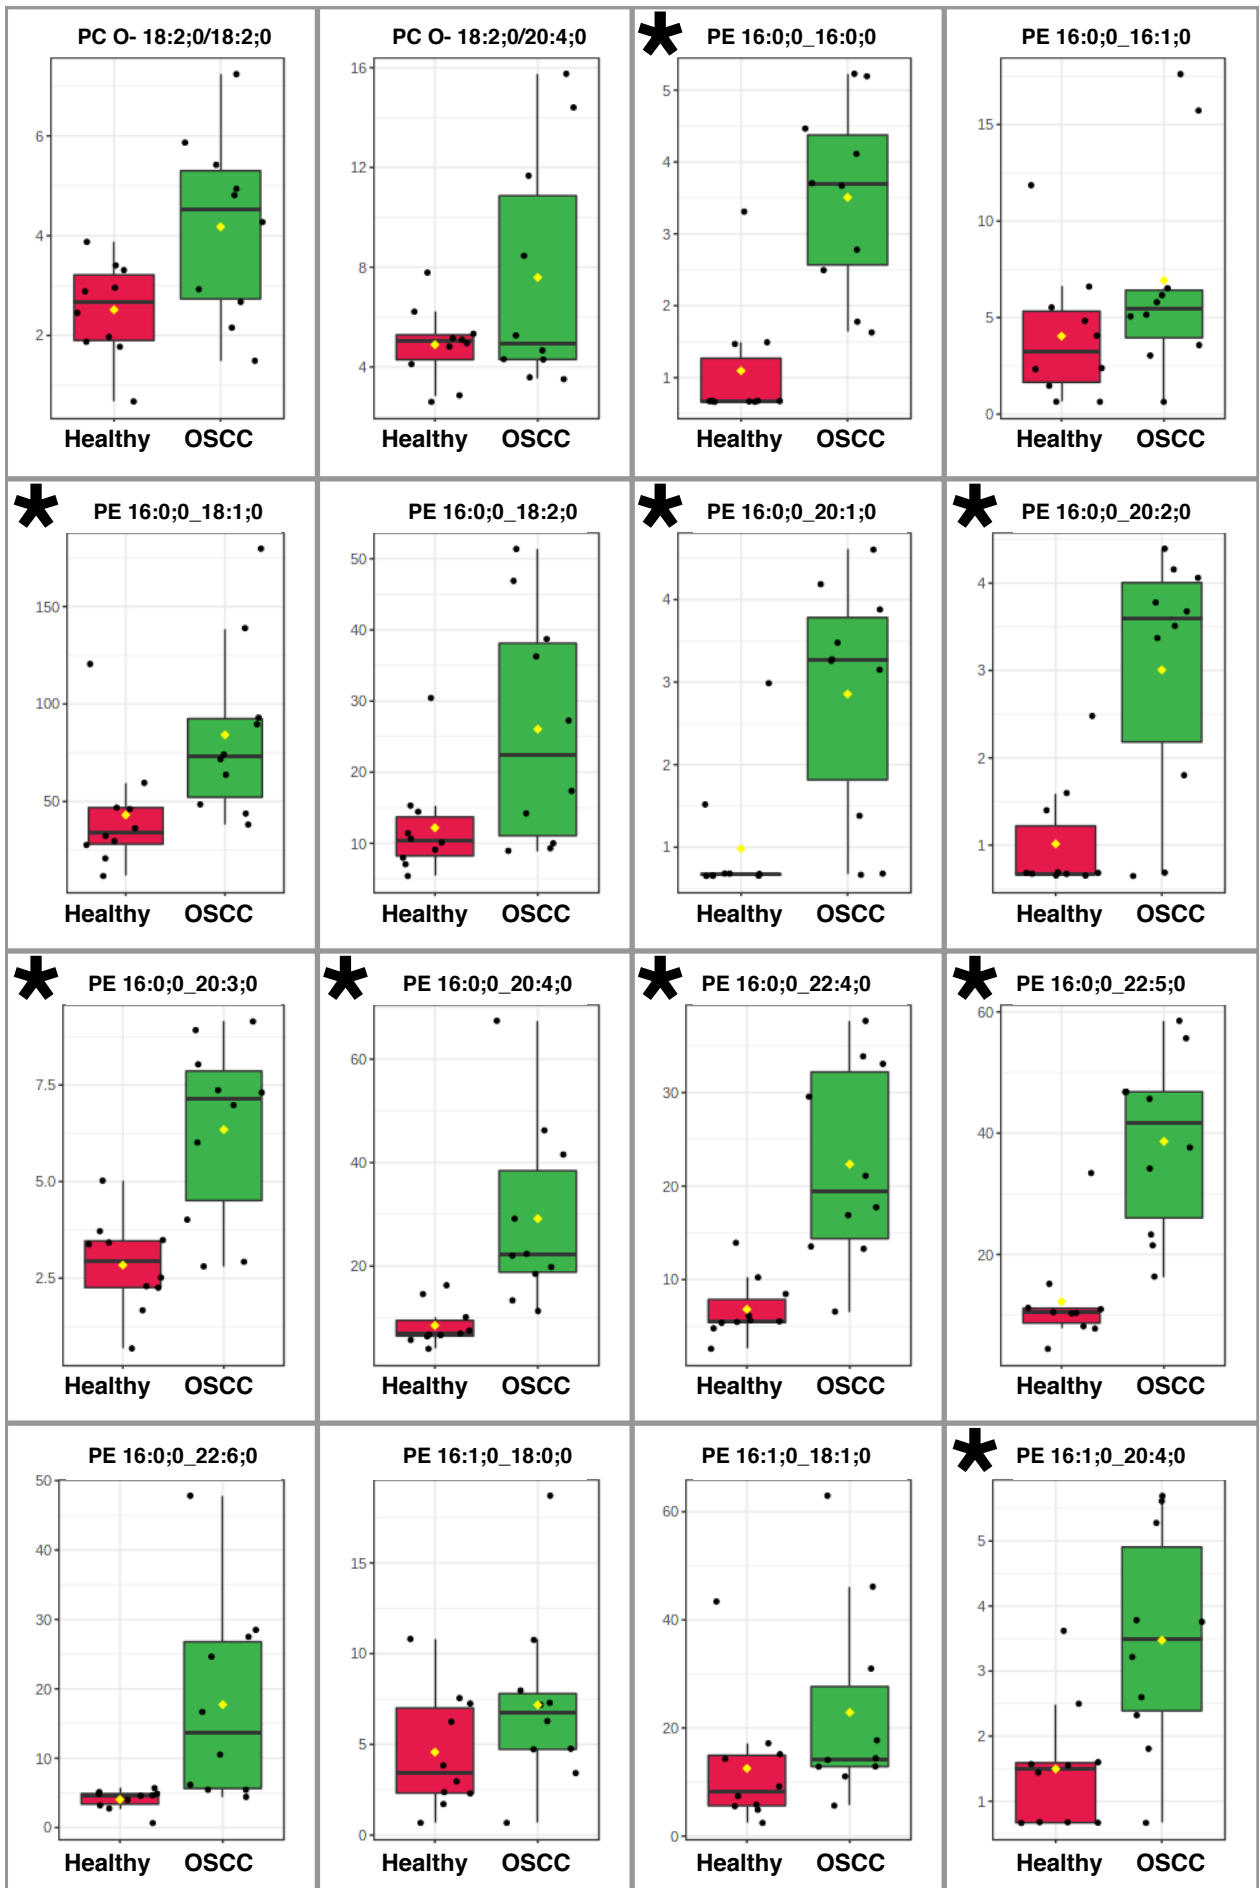 PC O- 18:2;0/18:2;0
6
4
2
Healthy OSCC
PC O- 18:2;0/20:4;0
16
12
8
4
Healthy OSCC
* PE 16:0;0_16:0;0
5
4
3
2
1
Healthy OSCC
PE 16:0;0_16:1;0
15
10
5
0
Healthy OSCC
* PE 16:0;0_18:1;0
150
100
50
Healthy OSCC
PE 16:0;0_18:2;0
50
40
30
20
10
Healthy OSCC
* PE 16:0;0_20:1;0
4
3
2
1
Healthy OSCC
* PE 16:0;0_20:2;0
4
3
2
1
Healthy OSCC
* PE 16:0;0_20:3;0
7.5
5.0
2.5
Healthy OSCC
* PE 16:0;0_20:4;0
60
40
20
Healthy OSCC
* PE 16:0;0_22:4;0
30
20
10
Healthy OSCC
* PE 16:0;0_22:5;0
60
40
20
Healthy OSCC
PE 16:0;0_22:6;0
50
40
30
20
10
0
Healthy OSCC
PE 16:1;0_18:0;0
15
10
5
0
Healthy OSCC
PE 16:1;0_18:1;0
60
40
20
0
Healthy OSCC
* PE 16:1;0_20:4;0
5
4
3
2
1
Healthy OSCC